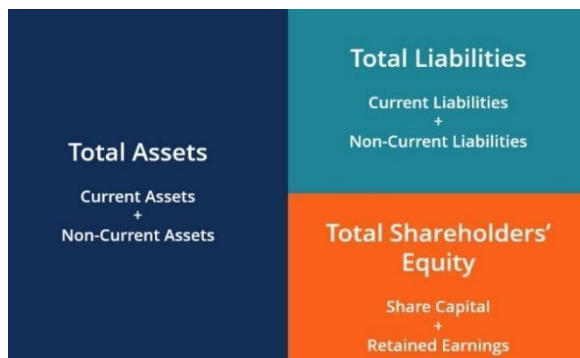 Total Assets
Current Assets
+
Non-Current Assets
Total Liabilities
Current Liabilities
+
Non-Current Liabilities
Total Shareholders'
Equity
Share Capital
+
Retained Earnings